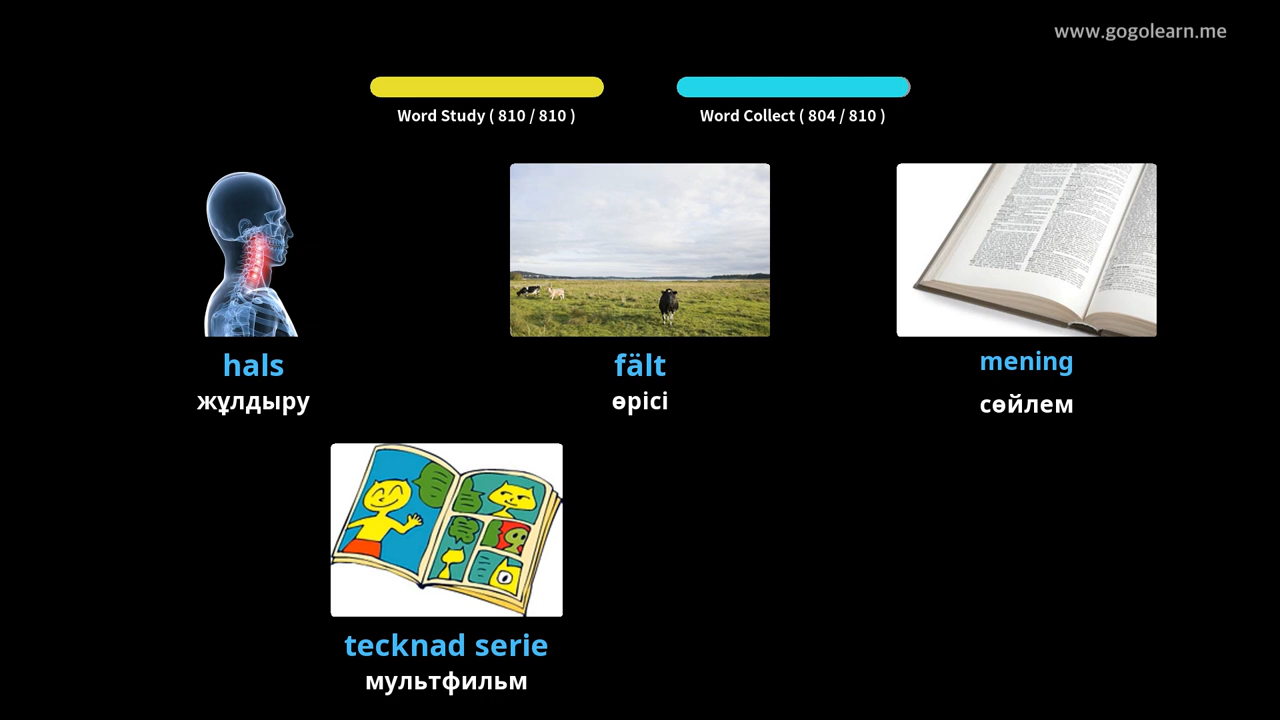 www.gogolearn.me
Word Study ( 810 / 810 )
Word Collect ( 804 / 810 )
hals
жұлдыру
fält
өрісі
mening
сөйлем
tecknad serie
мультфильм